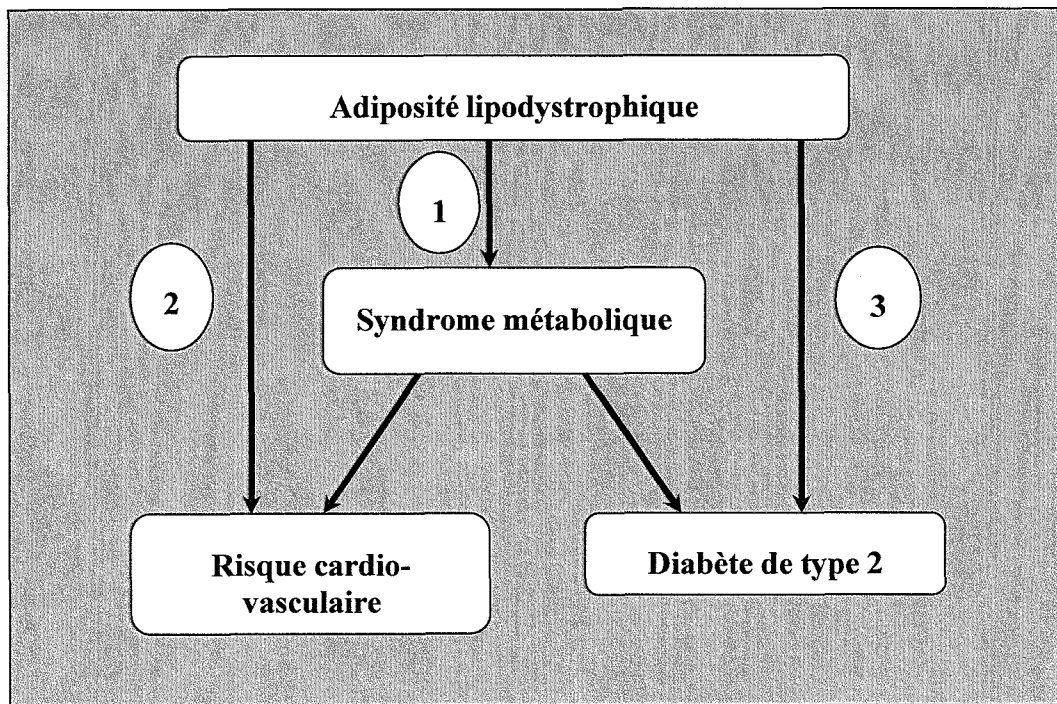 Adiposité lipodystrophique
1
2
Syndrome métabolique
3
Risque cardio-
vasculaire
Diabète de type 2